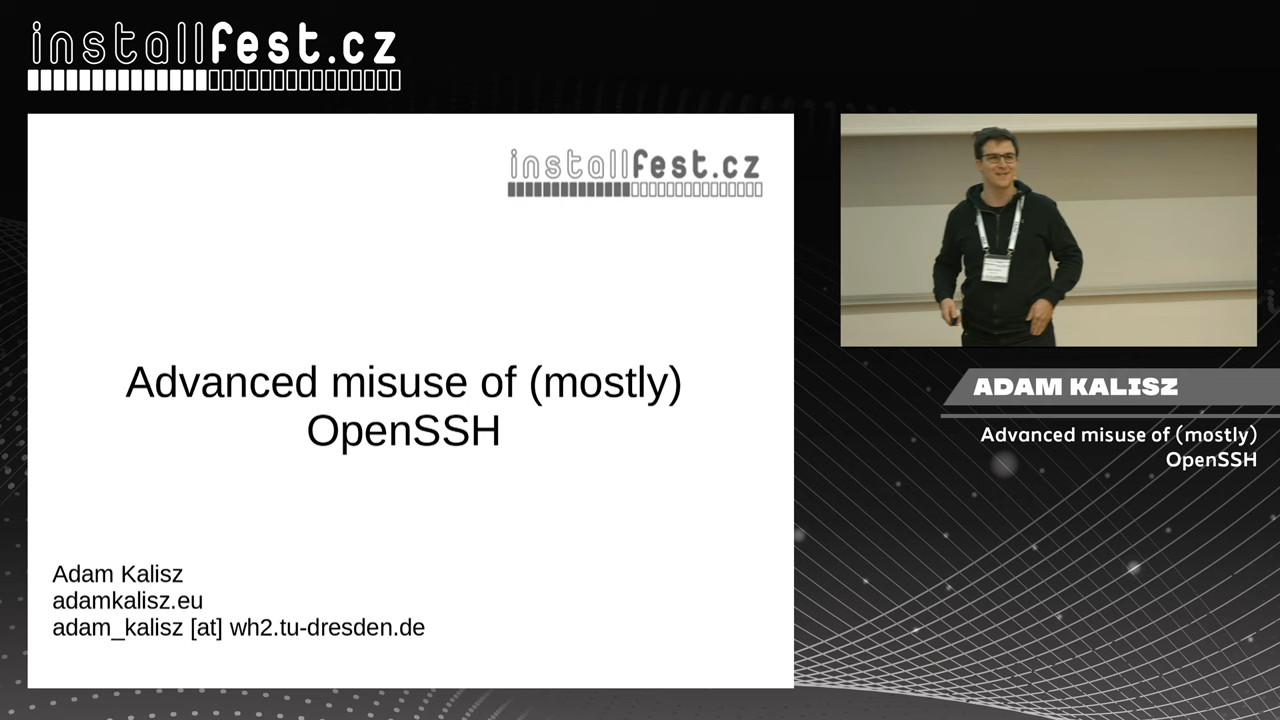 installfest.cz
installfest.cz
Advanced misuse of (mostly)
OpenSSH
Adam Kalisz
adamkalisz.eu
adam_kalisz [at] wh2.tu-dresden.de
ADAM KALISZ
Advanced misuse of (mostly)
OpenSSH